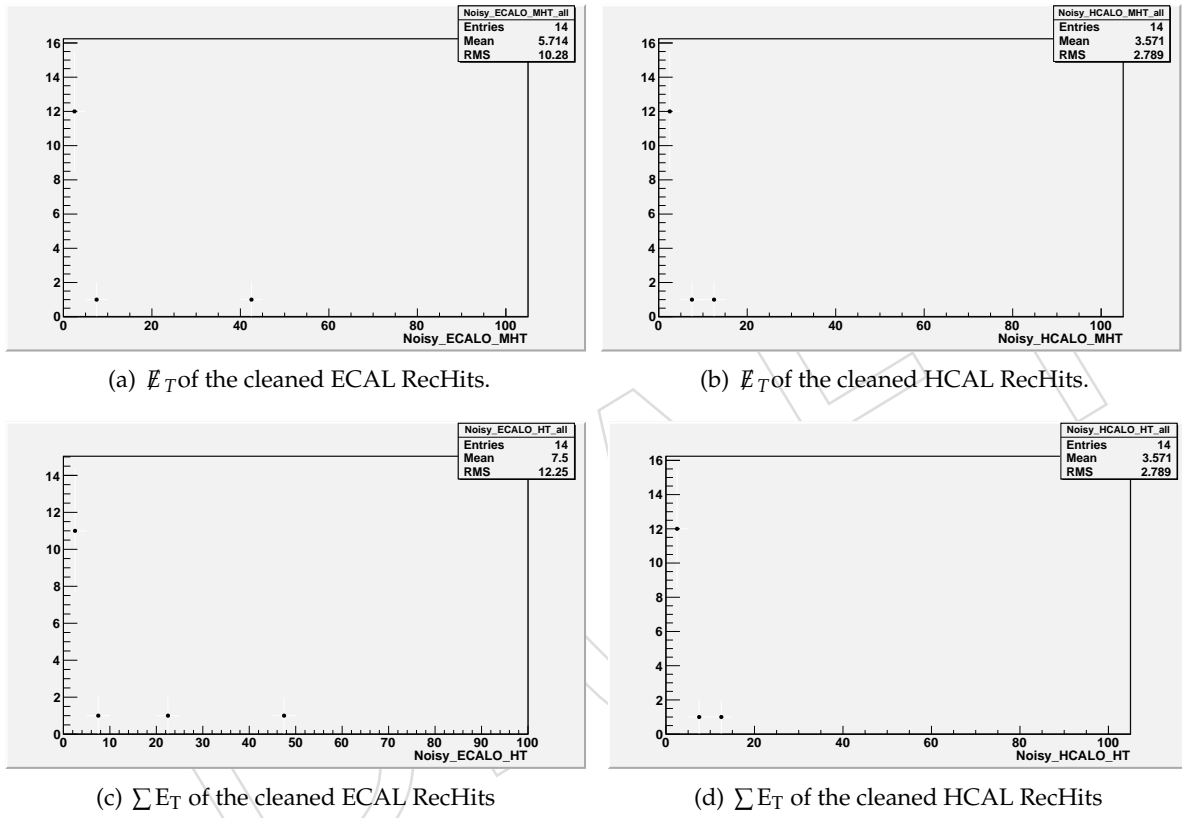 Noisy_ECALO_MHT_all
Entries 14
Mean 5.714
RMS 10.28
16
14
12
10
8
6
4
2
0
0 20 40 60 80 100
Noisy_ECALO_MHT
(a) E̸T of the cleaned ECAL RecHits.
Noisy_HCALO_MHT_all
Entries 14
Mean 3.571
RMS 2.789
16
14
12
10
8
6
4
2
0
0 20 40 60 80 100
Noisy_HCALO_MHT
(b) E̸T of the cleaned HCAL RecHits.
Noisy_ECALO_HT_all
Entries 14
Mean 7.5
RMS 12.25
14
12
10
8
6
4
2
0
0 10 20 30 40 50 60 70 80 90 100
Noisy_ECALO_HT
(c) ∑ ET of the cleaned ECAL RecHits
Noisy_HCALO_HT_all
Entries 14
Mean 3.571
RMS 2.789
16
14
12
10
8
6
4
2
0
0 20 40 60 80 100
Noisy_HCALO_HT
(d) ∑ ET of the cleaned HCAL RecHits